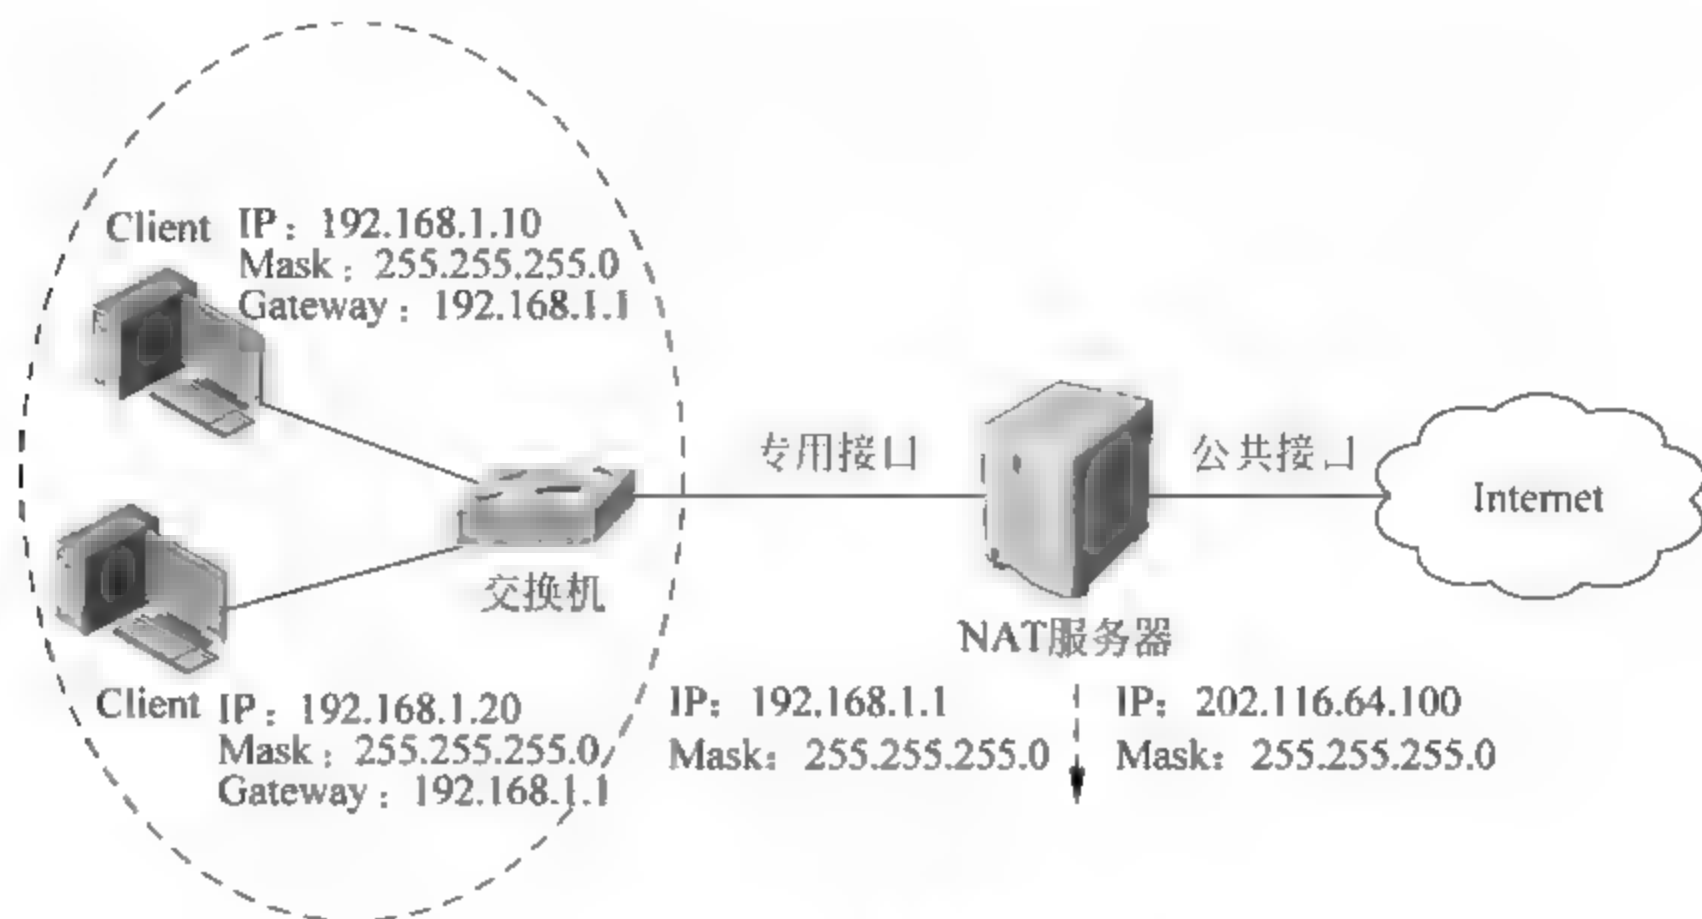 Client
IP：192.168.1.10
Mask：255.255.255.0
Gateway：192.168.1.1
专用接口
公共接口
Internet
交换机
NAT服务器
Client
IP：192.168.1.20
Mask：255.255.255.0
Gateway：192.168.1.1
IP：192.168.1.1
Mask：255.255.255.0
IP：202.116.64.100
Mask：255.255.255.0